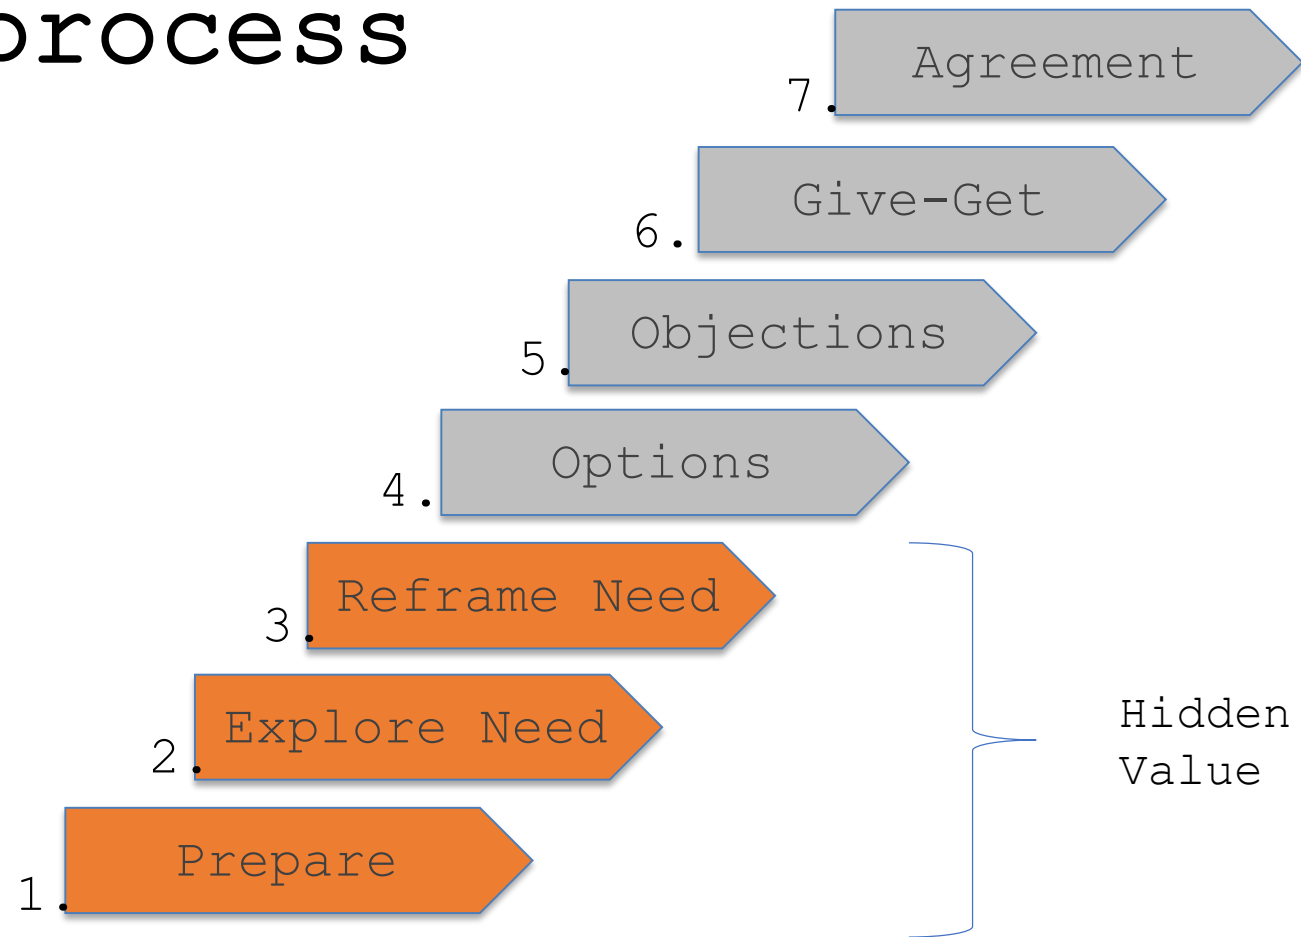 process
7. Agreement
6. Give-Get
5. Objections
4. Options
3. Reframe Need
2. Explore Need
1. Prepare
Hidden
Value